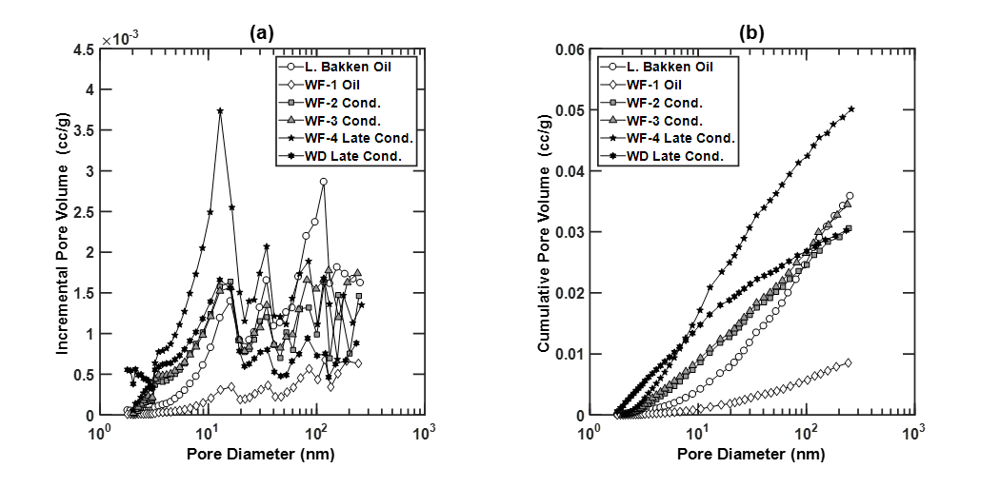 (a)
×10⁻³
4.5
4
3.5
3
2.5
2
1.5
1
0.5
0
10⁰
10¹
10²
10³
Incremental Pore Volume (cc/g)
Pore Diameter (nm)
L. Bakken Oil
WF-1 Oil
WF-2 Cond.
WF-3 Cond.
WF-4 Late Cond.
WD Late Cond.
(b)
0.06
0.05
0.04
0.03
0.02
0.01
0.00
10⁰
10¹
10²
10³
Cumulative Pore Volume (cc/g)
Pore Diameter (nm)
L. Bakken Oil
WF-1 Oil
WF-2 Cond.
WF-3 Cond.
WF-4 Late Cond.
WD Late Cond.